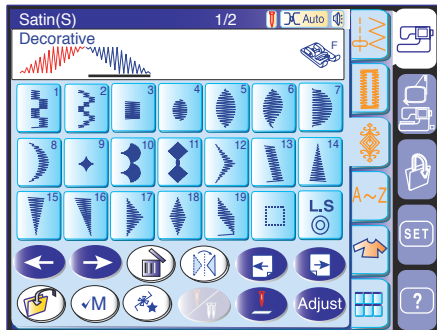 Satin(S) 1/2 Auto
Decorative F
1 2 3 4 5 6 7
8 9 10 11 12 13 14
15 16 17 18 19 L.S
A~Z
SET
✓M Adjust ?